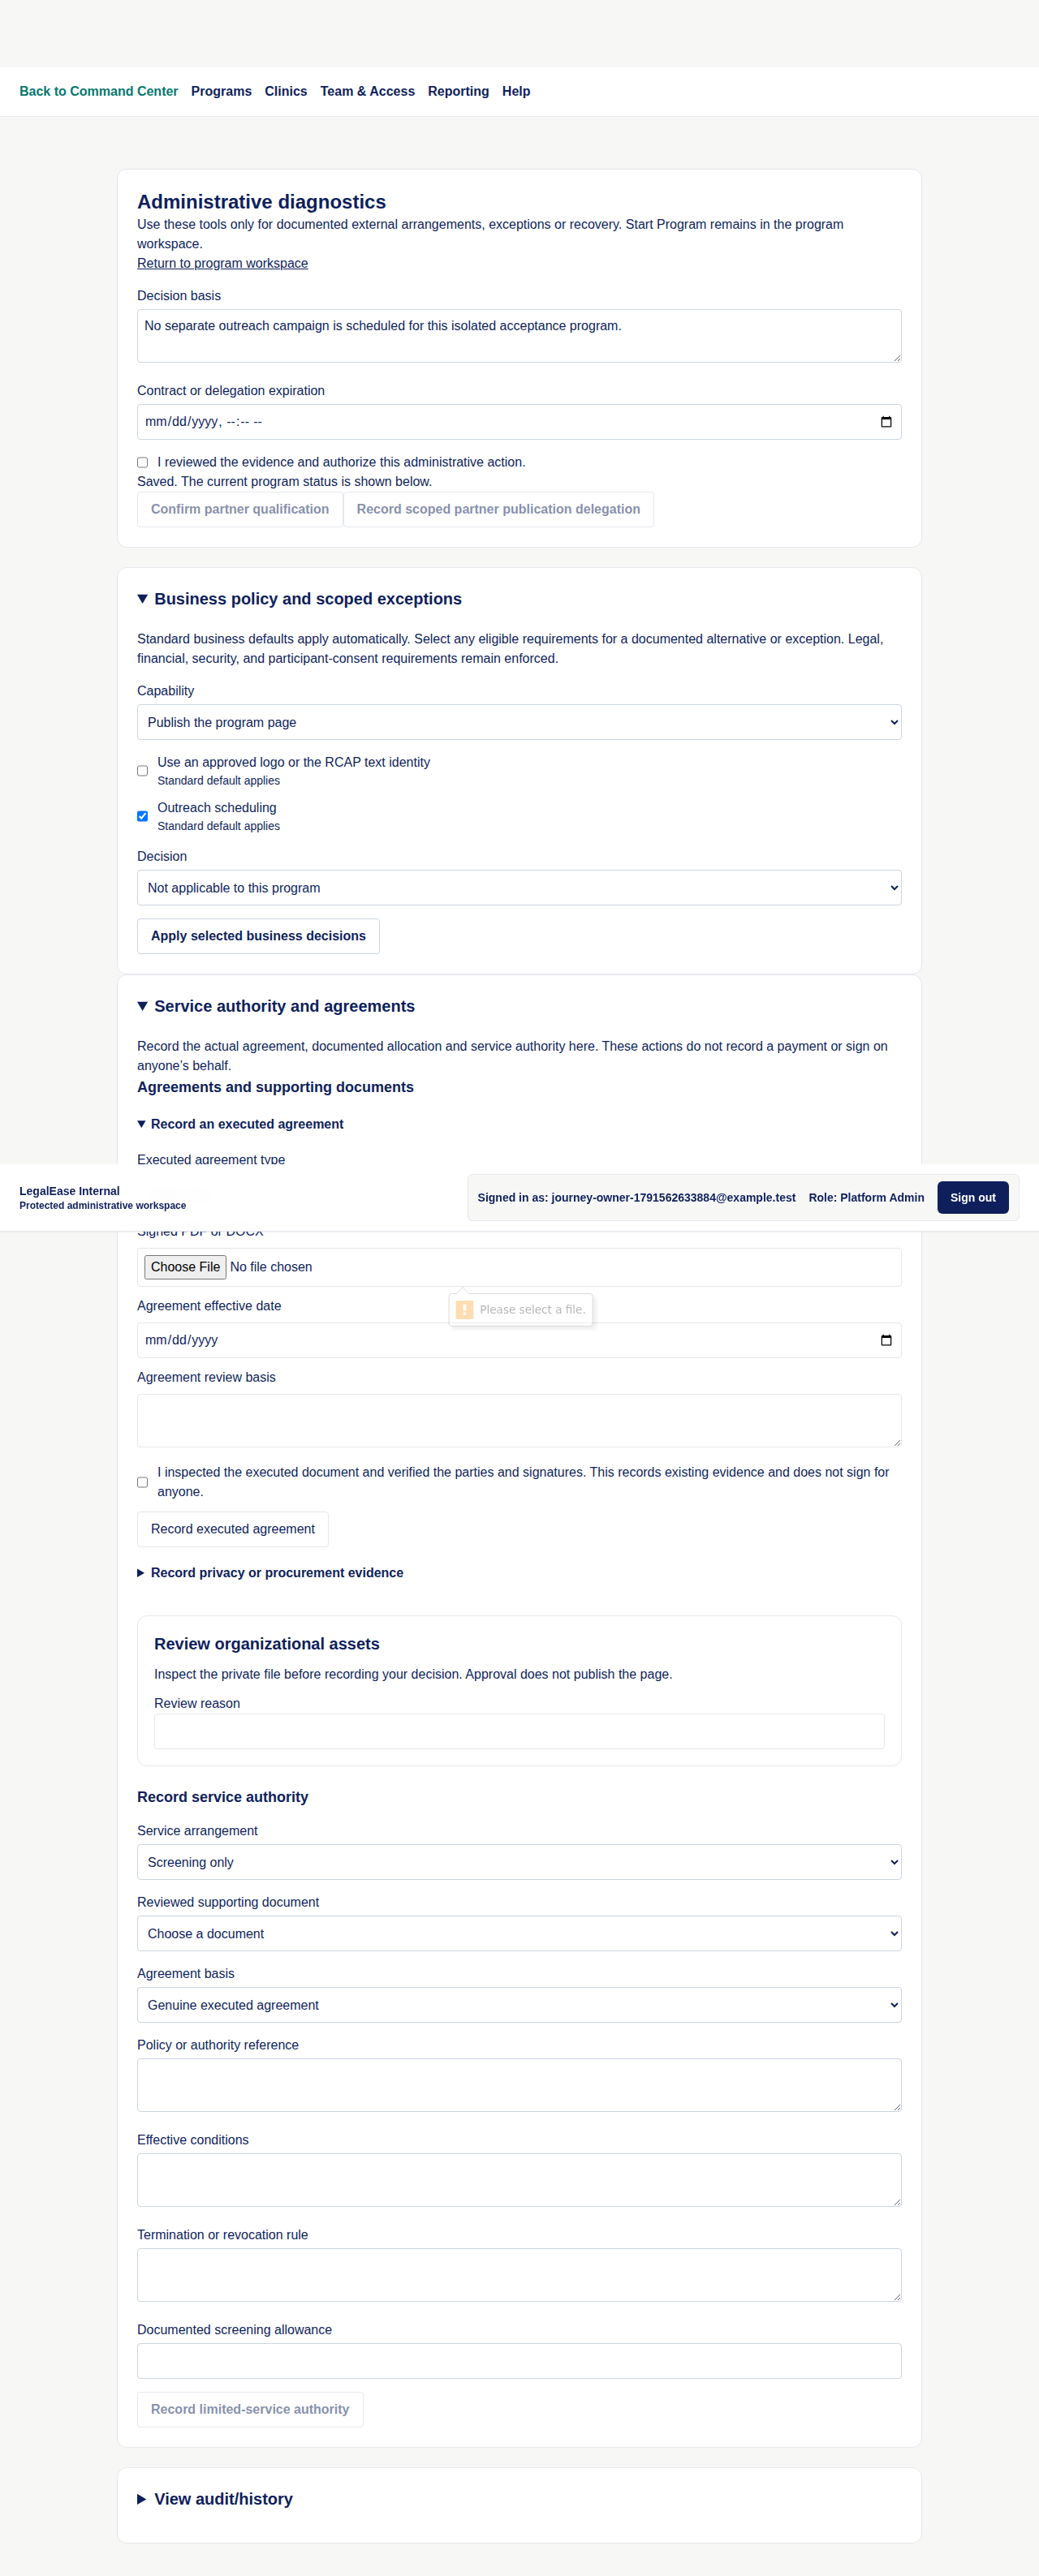 Back to Command Center Programs Clinics Team & Access Reporting Help
Administrative diagnostics
Use these tools only for documented external arrangements, exceptions or recovery. Start Program remains in the program
workspace.
Return to program workspace
Decision basis
No separate outreach campaign is scheduled for this isolated acceptance program.
Contract or delegation expiration
mm/dd/yyyy, --:-- --
I reviewed the evidence and authorize this administrative action.
Saved. The current program status is shown below.
Confirm partner qualification Record scoped partner publication delegation
Business policy and scoped exceptions
Standard business defaults apply automatically. Select any eligible requirements for a documented alternative or exception. Legal,
financial, security, and participant-consent requirements remain enforced.
Capability
Publish the program page
Use an approved logo or the RCAP text identity
Standard default applies
Outreach scheduling
Standard default applies
Decision
Not applicable to this program
Apply selected business decisions
Service authority and agreements
Record the actual agreement, documented allocation and service authority here. These actions do not record a payment or sign on
anyone’s behalf.
Agreements and supporting documents
Record an executed agreement
Executed agreement type
LegalEase Internal
Protected administrative workspace
Signed in as: journey-owner-1791562633884@example.test Role: Platform Admin Sign out
Signed PDF or DOCX
Choose File No file chosen
Please select a file.
Agreement effective date
mm/dd/yyyy
Agreement review basis
I inspected the executed document and verified the parties and signatures. This records existing evidence and does not sign for
anyone.
Record executed agreement
Record privacy or procurement evidence
Review organizational assets
Inspect the private file before recording your decision. Approval does not publish the page.
Review reason
Record service authority
Service arrangement
Screening only
Reviewed supporting document
Choose a document
Agreement basis
Genuine executed agreement
Policy or authority reference
Effective conditions
Termination or revocation rule
Documented screening allowance
Record limited-service authority
View audit/history